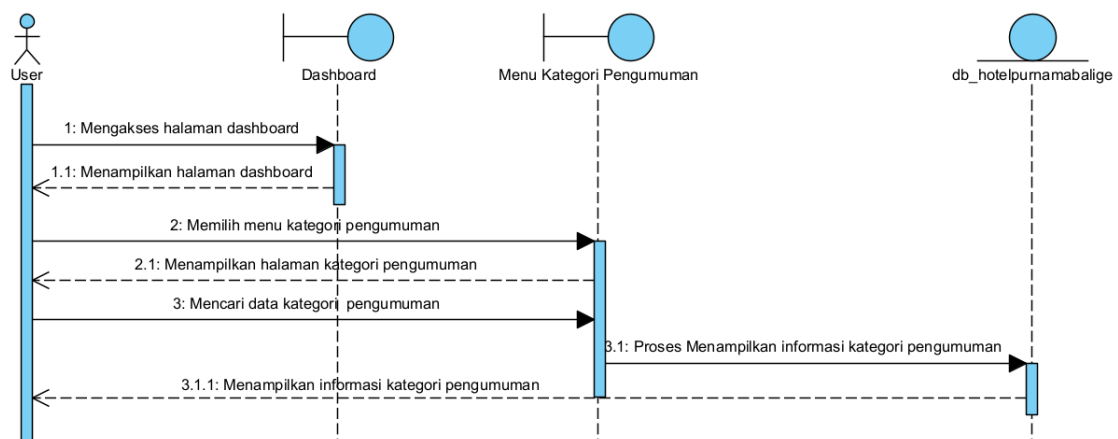 User
Dashboard
Menu Kategori Pengumuman
db_hotelpurnamabalige
1: Mengakses halaman dashboard
1.1: Menampilkan halaman dashboard
2: Memilih menu kategori pengumuman
2.1: Menampilkan halaman kategori pengumuman
3: Mencari data kategori pengumuman
3.1: Proses Menampilkan informasi kategori pengumuman
3.1.1: Menampilkan informasi kategori pengumuman